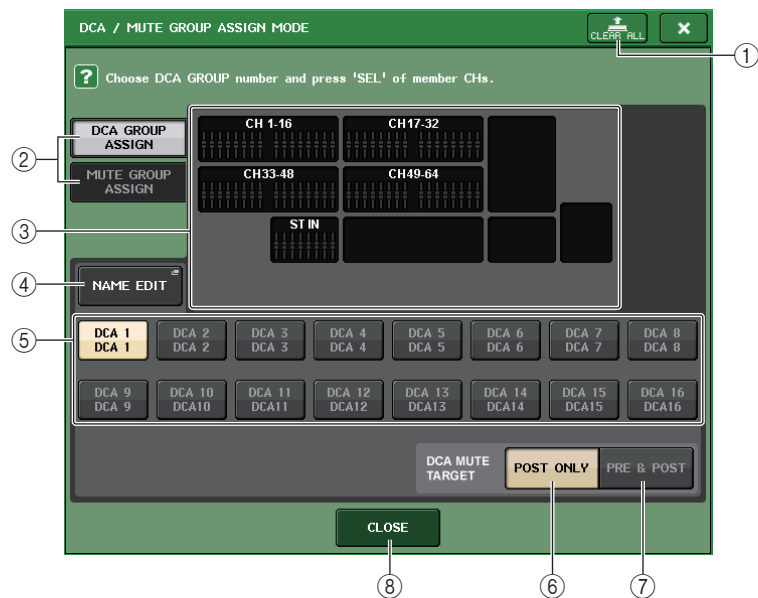 DCA / MUTE GROUP ASSIGN MODE
CLEAR ALL
×
①
? Choose DCA GROUP number and press 'SEL' of member CHs.
②
DCA GROUP
ASSIGN
MUTE GROUP
ASSIGN
CH 1-16
CH17-32
CH33-48
CH49-64
③
ST IN
④
NAME EDIT
⑤
DCA 1 DCA 2 DCA 3 DCA 4 DCA 5 DCA 6 DCA 7 DCA 8
DCA 1 DCA 2 DCA 3 DCA 4 DCA 5 DCA 6 DCA 7 DCA 8
DCA 9 DCA 10 DCA 11 DCA 12 DCA 13 DCA 14 DCA 15 DCA 16
DCA 9 DCA10 DCA11 DCA12 DCA13 DCA14 DCA15 DCA16
DCA MUTE
TARGET
POST ONLY
PRE & POST
CLOSE
⑧
⑥
⑦